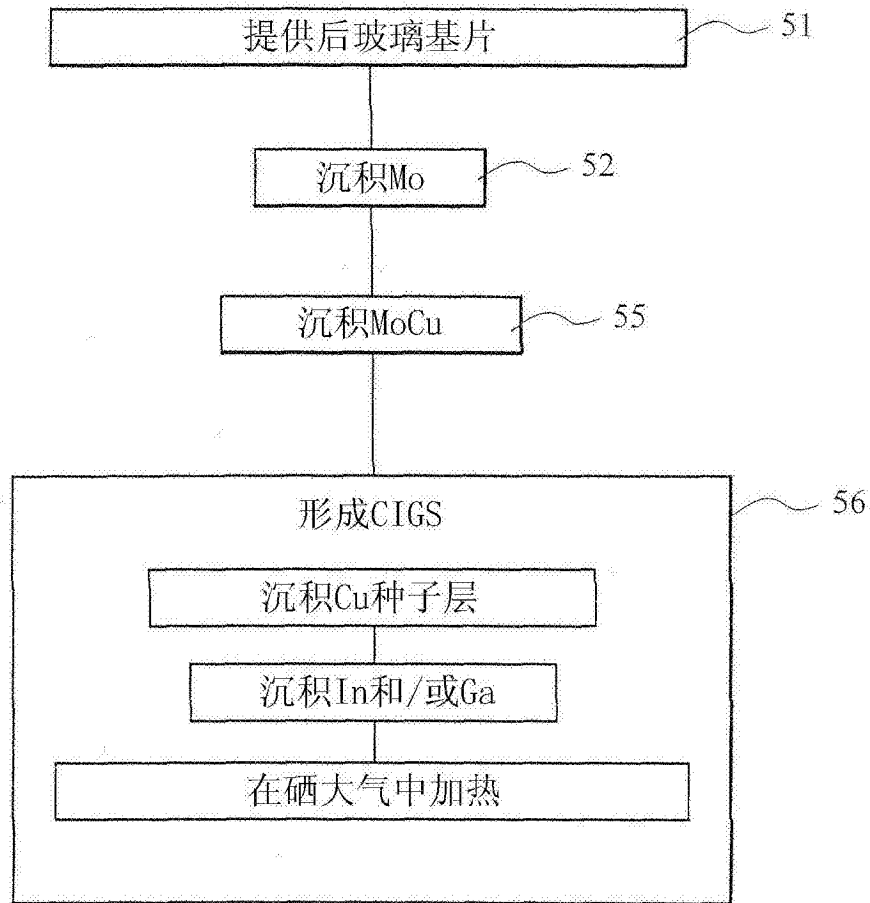 提供后玻璃基片
51
沉积Mo
52
沉积MoCu
55
形成CIGS
56
沉积Cu种子层
沉积In和/或Ga
在硒大气中加热